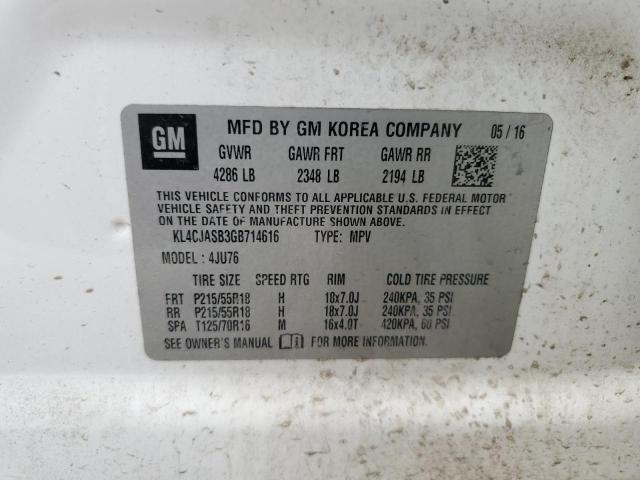 GM MFD BY GM KOREA COMPANY 05/16
GVWR GAWR FRT GAWR RR
4286 LB 2348 LB 2194 LB
THIS VEHICLE CONFORMS TO ALL APPLICABLE U.S. FEDERAL MOTOR
VEHICLE SAFETY AND THEFT PREVENTION STANDARDS IN EFFECT
ON THE DATE OF MANUFACTURE SHOWN ABOVE.
KL4CJASB3GB714616 TYPE: MPV
MODEL: 4JU76
TIRE SIZE SPEED RTG RIM COLD TIRE PRESSURE
FRT P215/55R18 H 18x7.0J 240KPA, 35 PSI
RR P215/55R18 H 18x7.0J 240KPA, 35 PSI
SPA T125/70R16 M 16x4.0T 420KPA, 60 PSI
SEE OWNER'S MANUAL FOR MORE INFORMATION.